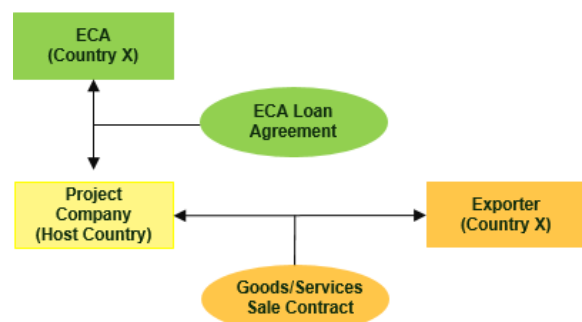 ECA
(Country X)
ECA Loan
Agreement
Project
Company
(Host Country)
Exporter
(Country X)
Goods/Services
Sale Contract